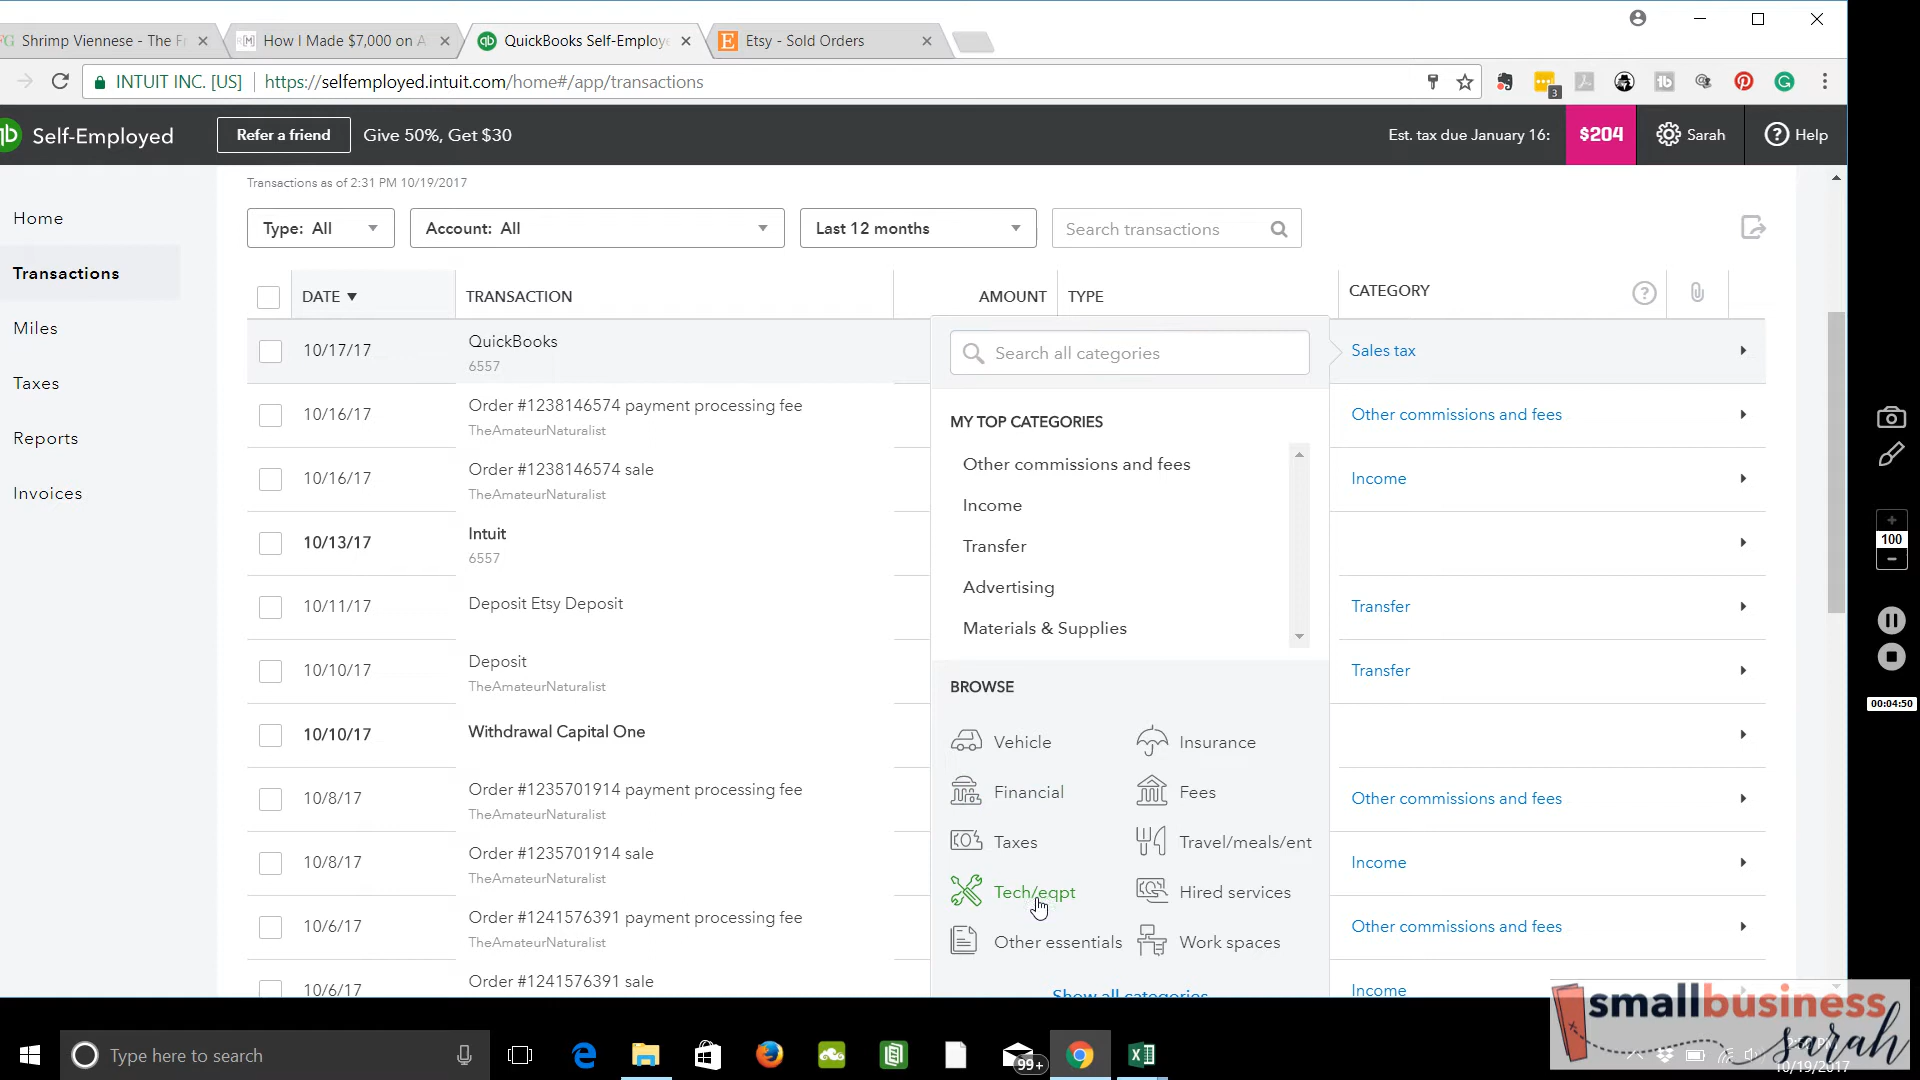 Shrimp Viennese - The Fr
How I Made $7,000 on A
QuickBooks Self-Employe
Etsy - Sold Orders
INTUIT INC. [US]
https://selfemployed.intuit.com/home#/app/transactions
3
Self-Employed
Refer a friend
Give 50%, Get $30
Est. tax due January 16:
$204
Sarah
Help
Transactions as of 2:31 PM 10/19/2017
Home
Transactions
Miles
Taxes
Reports
Invoices
Type: All
Account: All
Last 12 months
Search transactions
DATE
TRANSACTION
AMOUNT
TYPE
CATEGORY
10/17/17
QuickBooks
6557
Sales tax
10/16/17
Order #1238146574 payment processing fee
TheAmateurNaturalist
Other commissions and fees
10/16/17
Order #1238146574 sale
TheAmateurNaturalist
Income
10/13/17
Intuit
6557
10/11/17
Deposit Etsy Deposit
Transfer
10/10/17
Deposit
TheAmateurNaturalist
Transfer
10/10/17
Withdrawal Capital One
10/8/17
Order #1235701914 payment processing fee
TheAmateurNaturalist
Other commissions and fees
10/8/17
Order #1235701914 sale
TheAmateurNaturalist
Income
10/6/17
Order #1241576391 payment processing fee
TheAmateurNaturalist
Other commissions and fees
10/6/17
Order #1241576391 sale
Income
Search all categories
MY TOP CATEGORIES
Other commissions and fees
Income
Transfer
Advertising
Materials & Supplies
BROWSE
Vehicle
Insurance
Financial
Fees
Taxes
Travel/meals/ent
Tech/eqpt
Hired services
Other essentials
Work spaces
Show all categories
100
00:04:50
smallbusiness
sarah
Type here to search
99+
10/19/2017